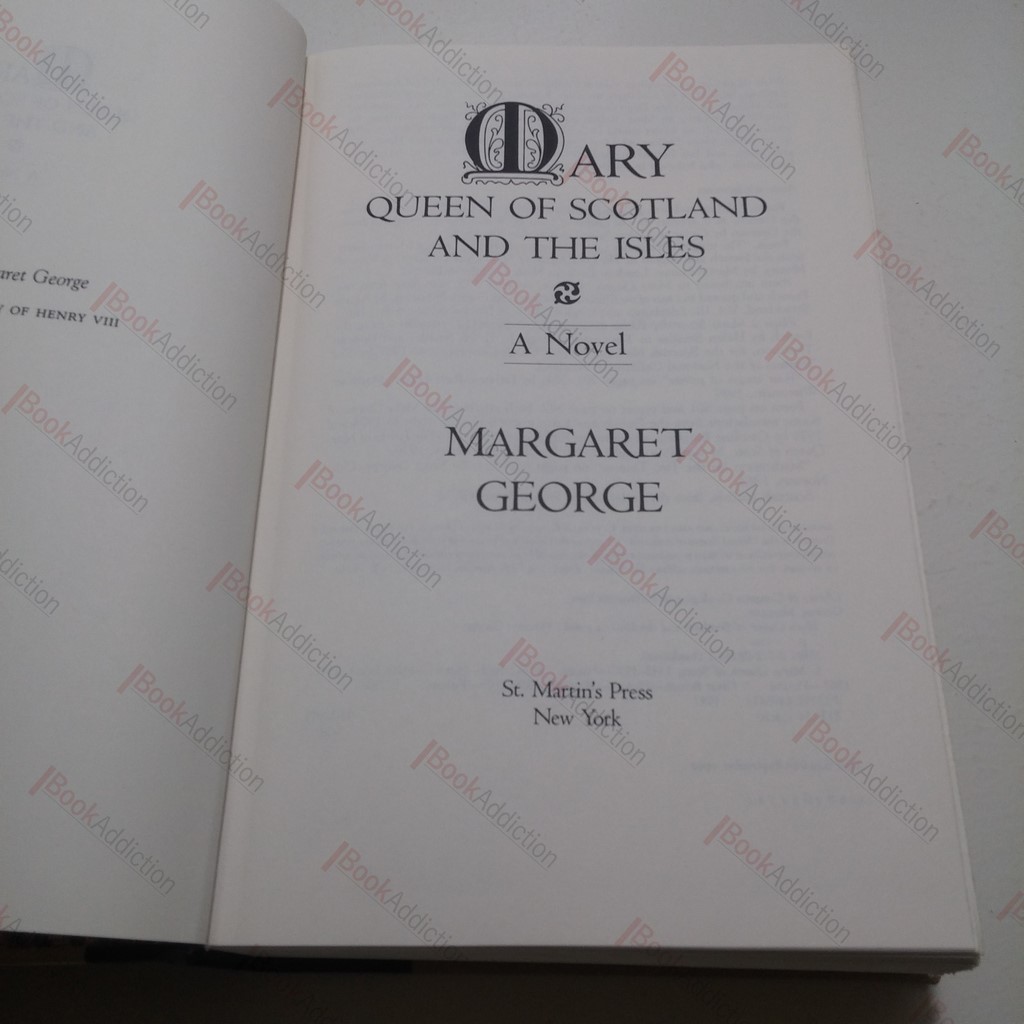 aret George
OF HENRY VIII
MARY
QUEEN OF SCOTLAND
AND THE ISLES
A Novel
MARGARET
GEORGE
St. Martin's Press
New York
BookAddiction